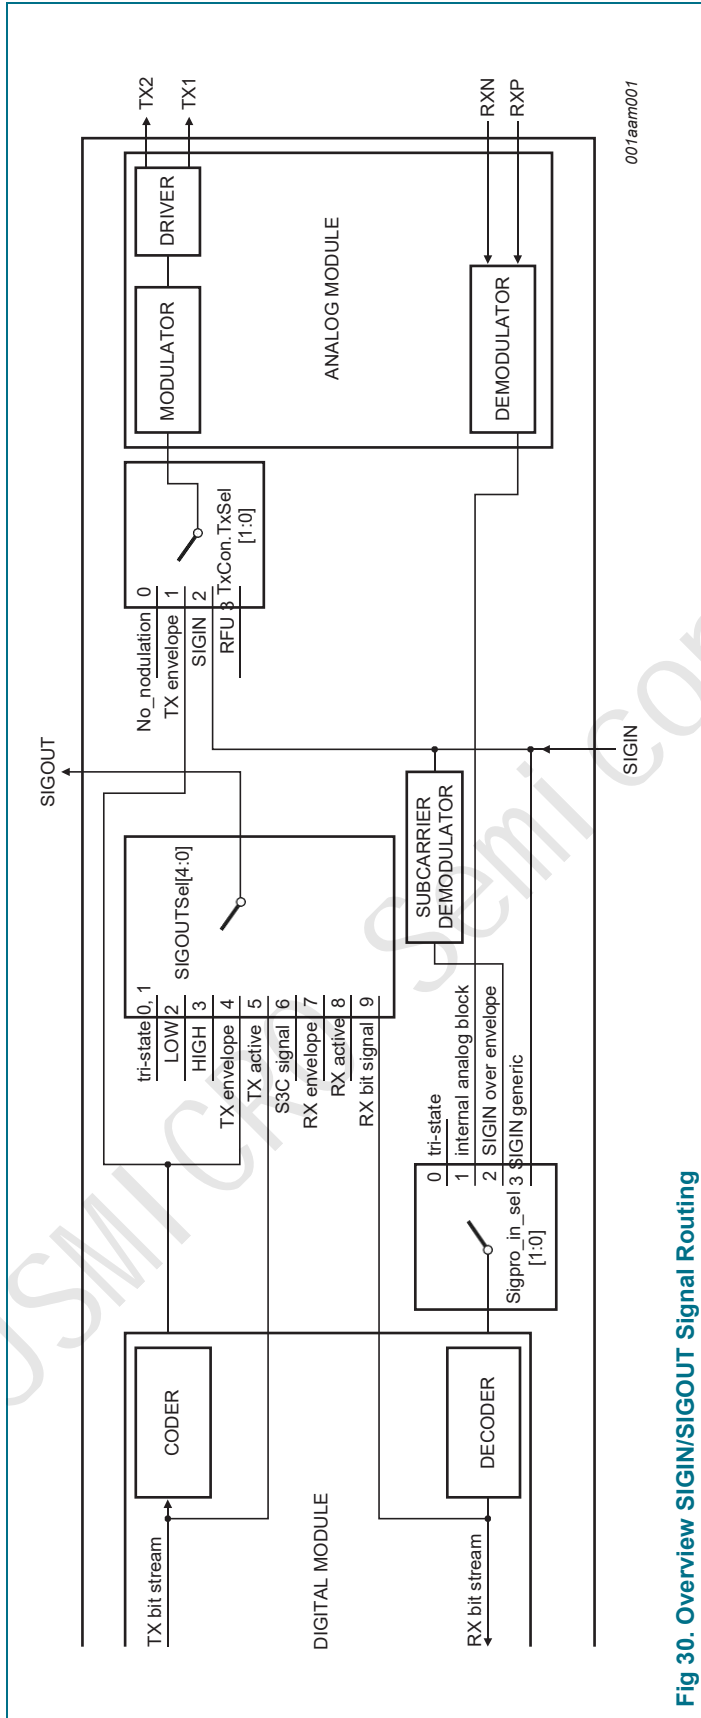 TX bit stream
CODER
DIGITAL MODULE
DECODER
RX bit stream
tri-state 0, 1
LOW 2
HIGH 3
TX envelope 4
TX active 5
S3C signal 6
RX envelope 7
RX active 8
RX bit signal 9
SIGOUTSel[4:0]
SIGOUT
0 tri-state
1 internal analog block
2 SIGIN over envelope
3 SIGIN generic
Sigpro_in_sel
[1:0]
SUBCARRIER
DEMODULATOR
SIGIN
No_nodulation 0
TX envelope 1
SIGIN 2
RFU 3
TxCon.TxSel
[1:0]
MODULATOR
DRIVER
TX2
TX1
ANALOG MODULE
DEMODULATOR
RXN
RXP
001aam001
Fig 30. Overview SIGIN/SIGOUT Signal Routing